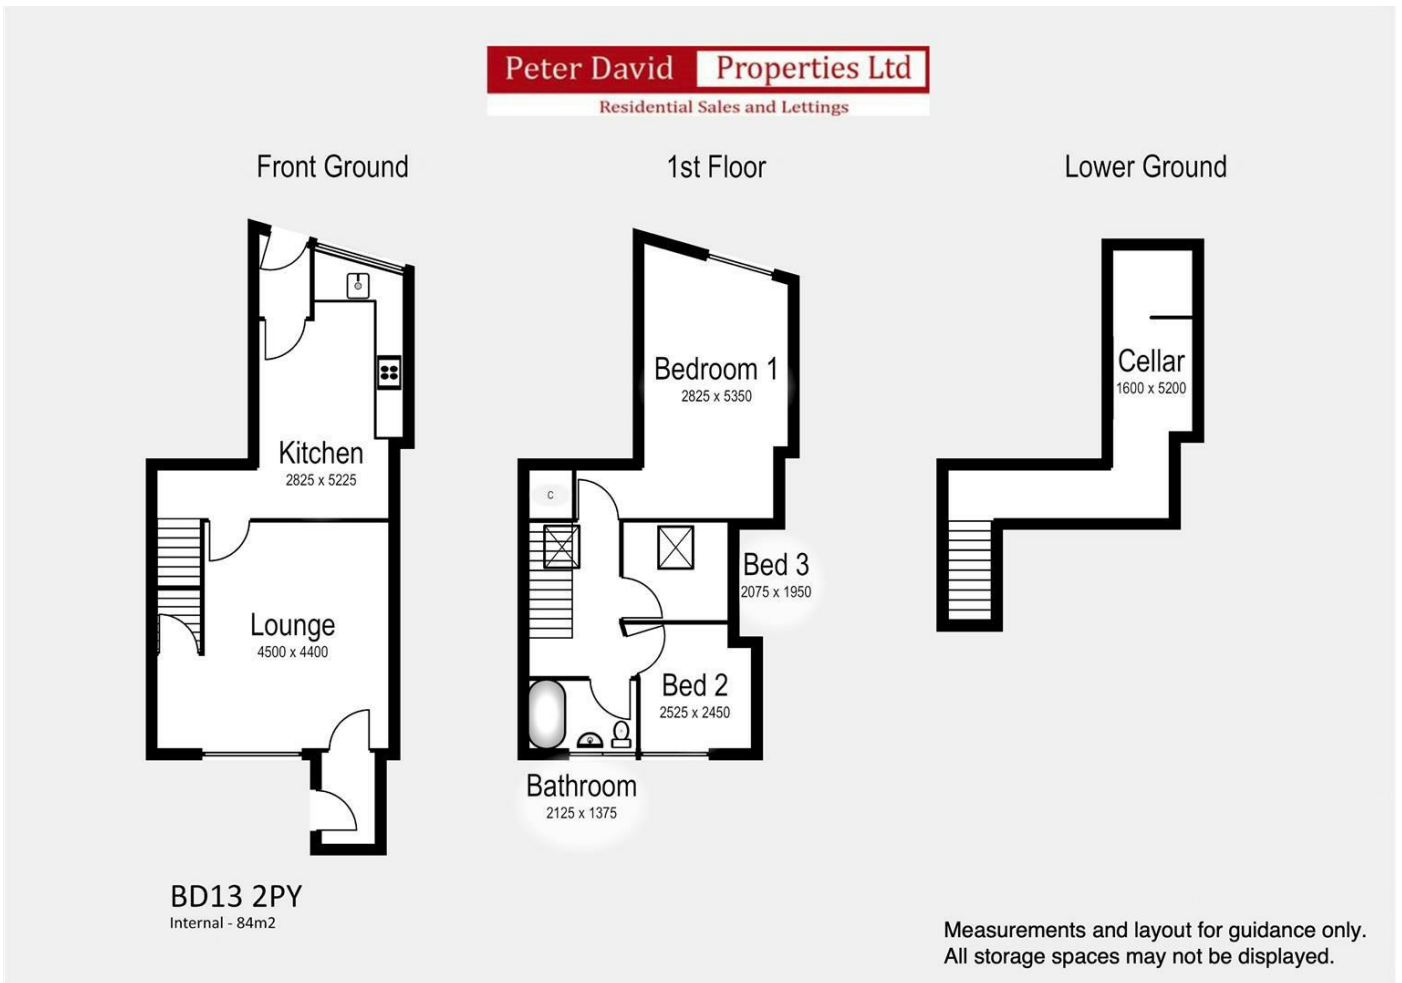 Peter David Properties Ltd
Residential Sales and Lettings
Front Ground
1st Floor
Lower Ground
Kitchen
2825 x 5225
Lounge
4500 x 4400
Bedroom 1
2825 x 5350
C
Bed 3
2075 x 1950
Bed 2
2525 x 2450
Bathroom
2125 x 1375
Cellar
1600 x 5200
BD13 2PY
Internal - 84m2
Measurements and layout for guidance only.
All storage spaces may not be displayed.